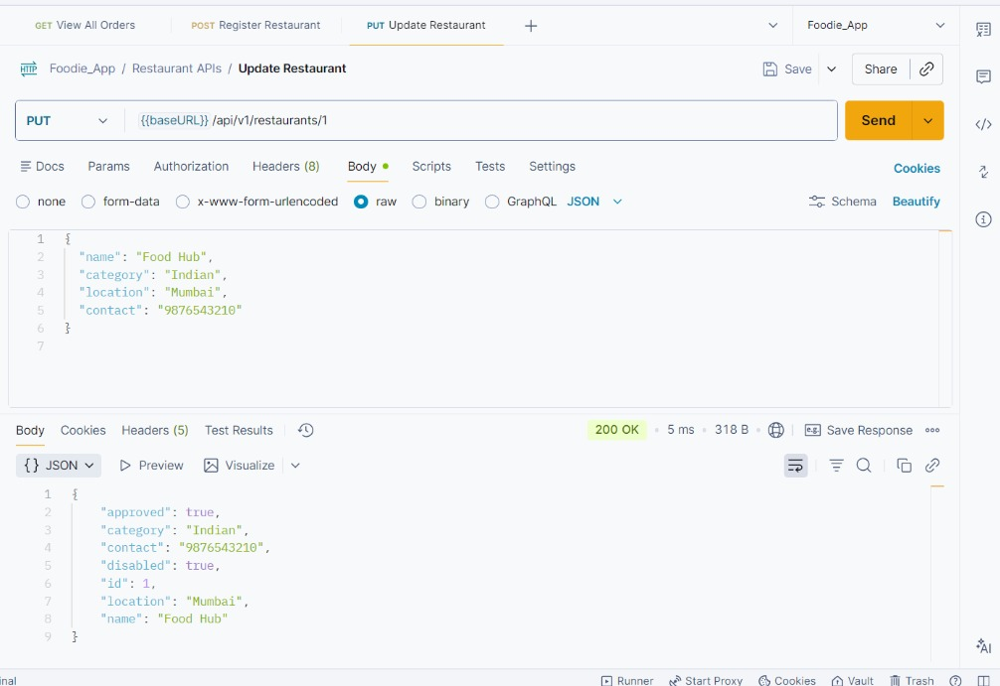 GET View All Orders POST Register Restaurant PUT Update Restaurant Foodie_App
HTTP Foodie_App / Restaurant APIs / Update Restaurant Save Share
PUT {{baseURL}} /api/v1/restaurants/1 Send
Docs Params Authorization Headers (8) Body Scripts Tests Settings Cookies
none form-data x-www-form-urlencoded raw binary GraphQL JSON Schema Beautify
1 {
2 "name": "Food Hub",
3 "category": "Indian",
4 "location": "Mumbai",
5 "contact": "9876543210"
6 }
7
Body Cookies Headers (5) Test Results 200 OK • 5 ms • 318 B • e.g. Save Response
{} JSON Preview Visualize
1 {
2 "approved": true,
3 "category": "Indian",
4 "contact": "9876543210",
5 "disabled": true,
6 "id": 1,
7 "location": "Mumbai",
8 "name": "Food Hub"
9 }
AI
inal Runner Start Proxy Cookies Vault Trash